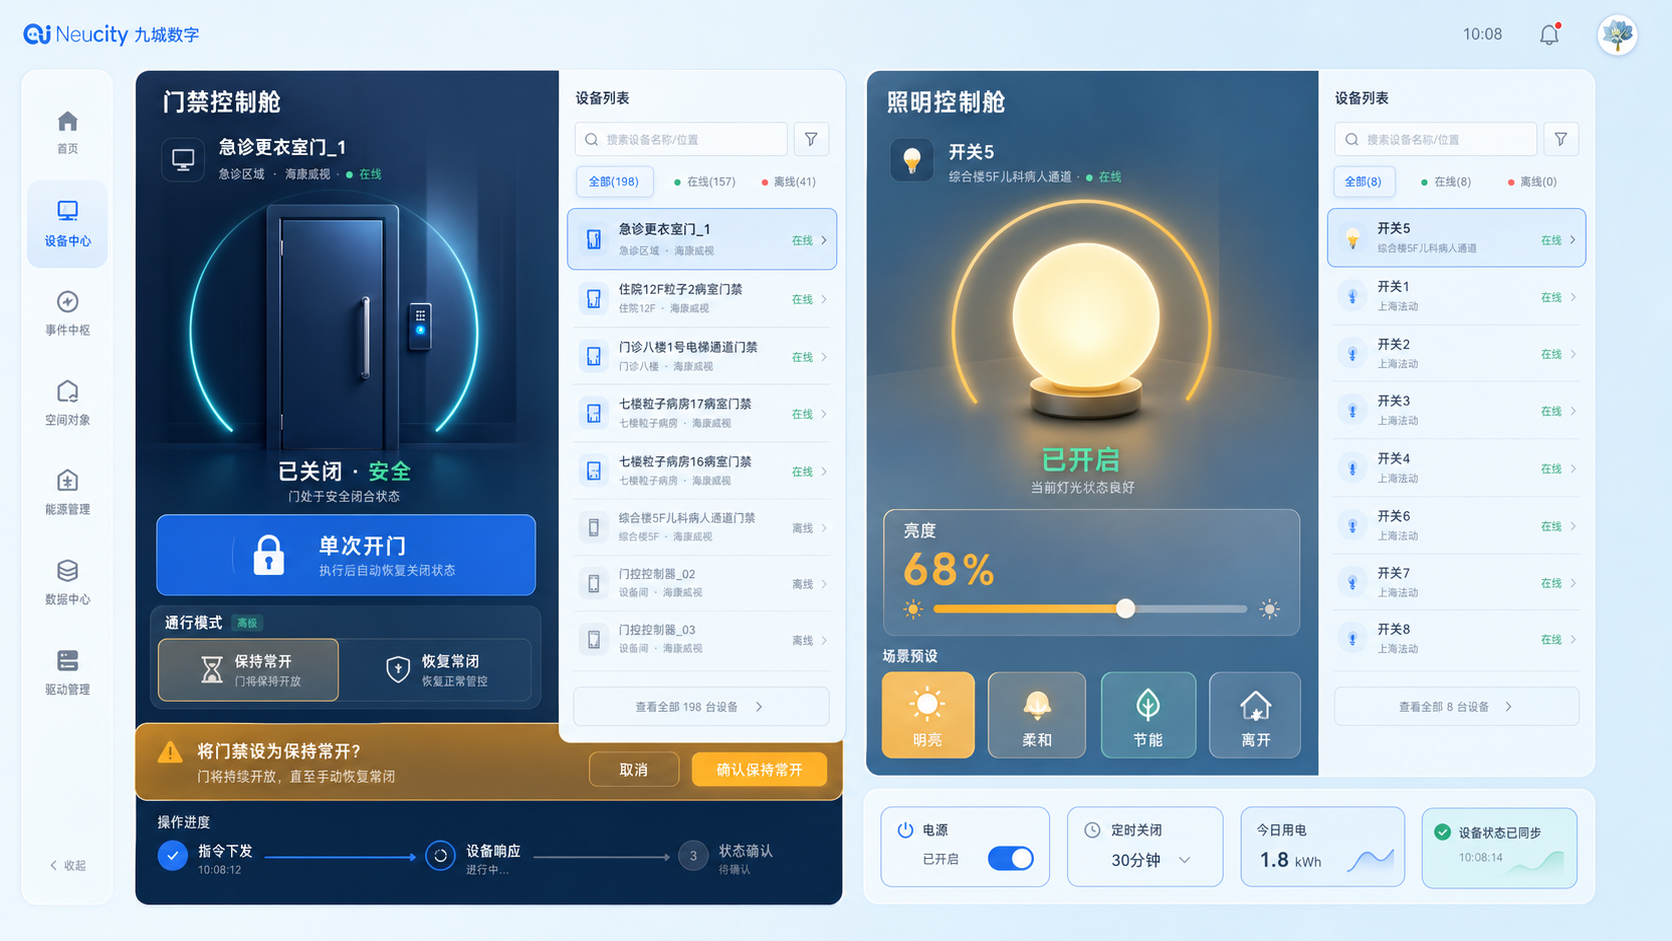 Neucity 九城数字
10:08
首页
设备中心
事件中枢
空间对象
能源管理
数据中心
驱动管理
收起
门禁控制舱
急诊更衣室门_1
急诊区域 · 海康威视 · 在线
已关闭 · 安全
门处于安全闭合状态
单次开门
执行后自动恢复关闭状态
通行模式 高极
保持常开
门将保持开放
恢复常闭
恢复正常管控
设备列表
搜索设备名称/位置
全部(198) 在线(157) 离线(41)
急诊更衣室门_1
急诊区域 · 海康威视
在线
住院12F粒子2病室门禁
住院12F · 海康威视
在线
门诊八楼1号电梯通道门禁
门诊八楼 · 海康威视
在线
七楼粒子病房17病室门禁
七楼粒子病房 · 海康威视
在线
七楼粒子病房16病室门禁
七楼粒子病房 · 海康威视
在线
综合楼5F儿科病人通道门禁
综合楼5F · 海康威视
离线
门控控制器_02
设备间 · 海康威视
离线
门控控制器_03
设备间 · 海康威视
离线
查看全部 198 台设备
将门禁设为保持常开?
门将持续开放，直至手动恢复常闭
取消
确认保持常开
操作进度
指令下发
10:08:12
设备响应
进行中...
3
状态确认
待确认
照明控制舱
开关5
综合楼5F儿科病人通道 · 在线
已开启
当前灯光状态良好
亮度
68%
场景预设
明亮
柔和
节能
离开
设备列表
搜索设备名称/位置
全部(8) 在线(8) 离线(0)
开关5
综合楼5F儿科病人通道
在线
开关1
上海法动
在线
开关2
上海法动
在线
开关3
上海法动
在线
开关4
上海法动
在线
开关6
上海法动
在线
开关7
上海法动
在线
开关8
上海法动
在线
查看全部 8 台设备
电源
已开启
定时关闭
30分钟
今日用电
1.8 kWh
设备状态已同步
10:08:14